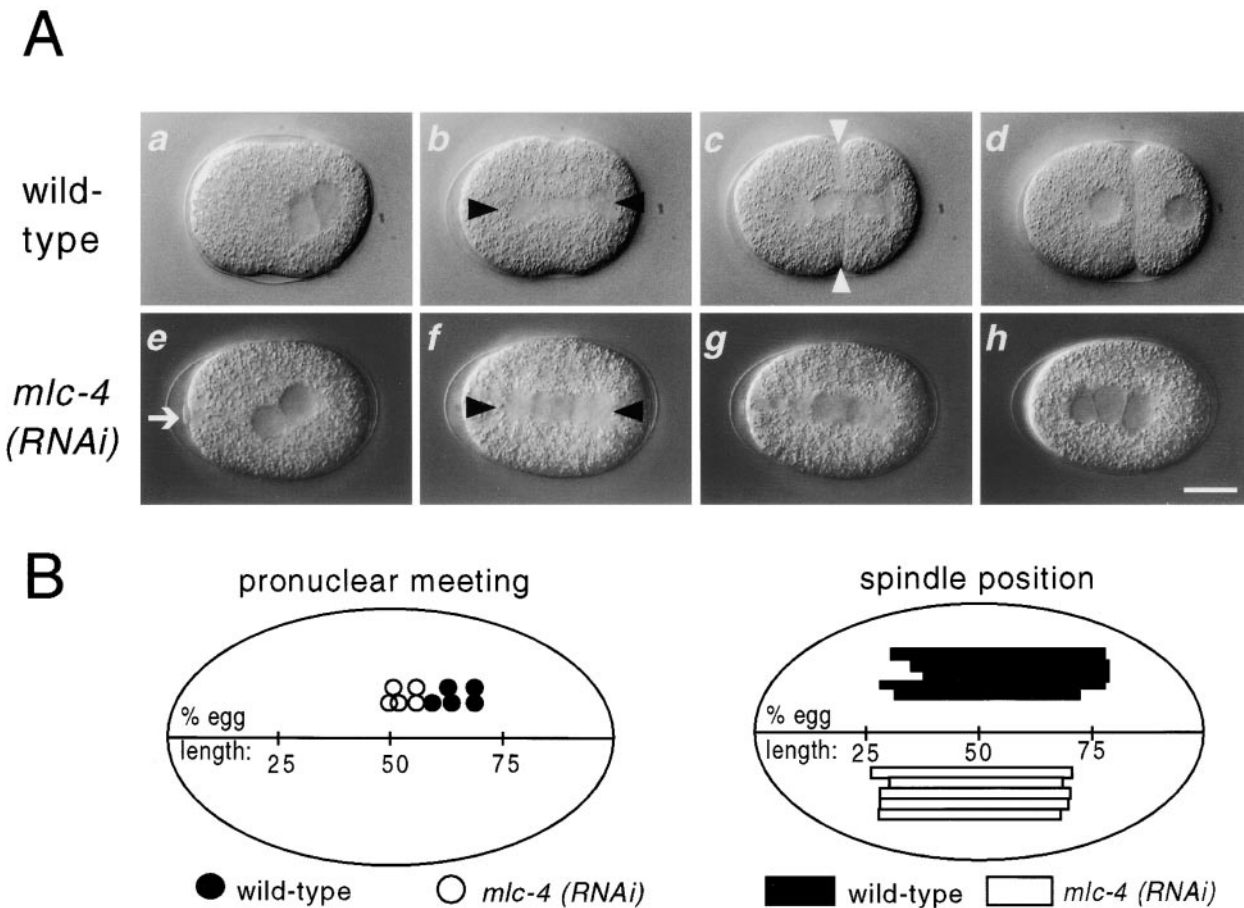 A
wild-
type
a
b
c
d
mlc-4
(RNAi)
e
f
g
h
B
pronuclear meeting
spindle position
% egg
length: 25 50 75
% egg
length: 25 50 75
wild-type
mlc-4 (RNAi)
wild-type
mlc-4 (RNAi)